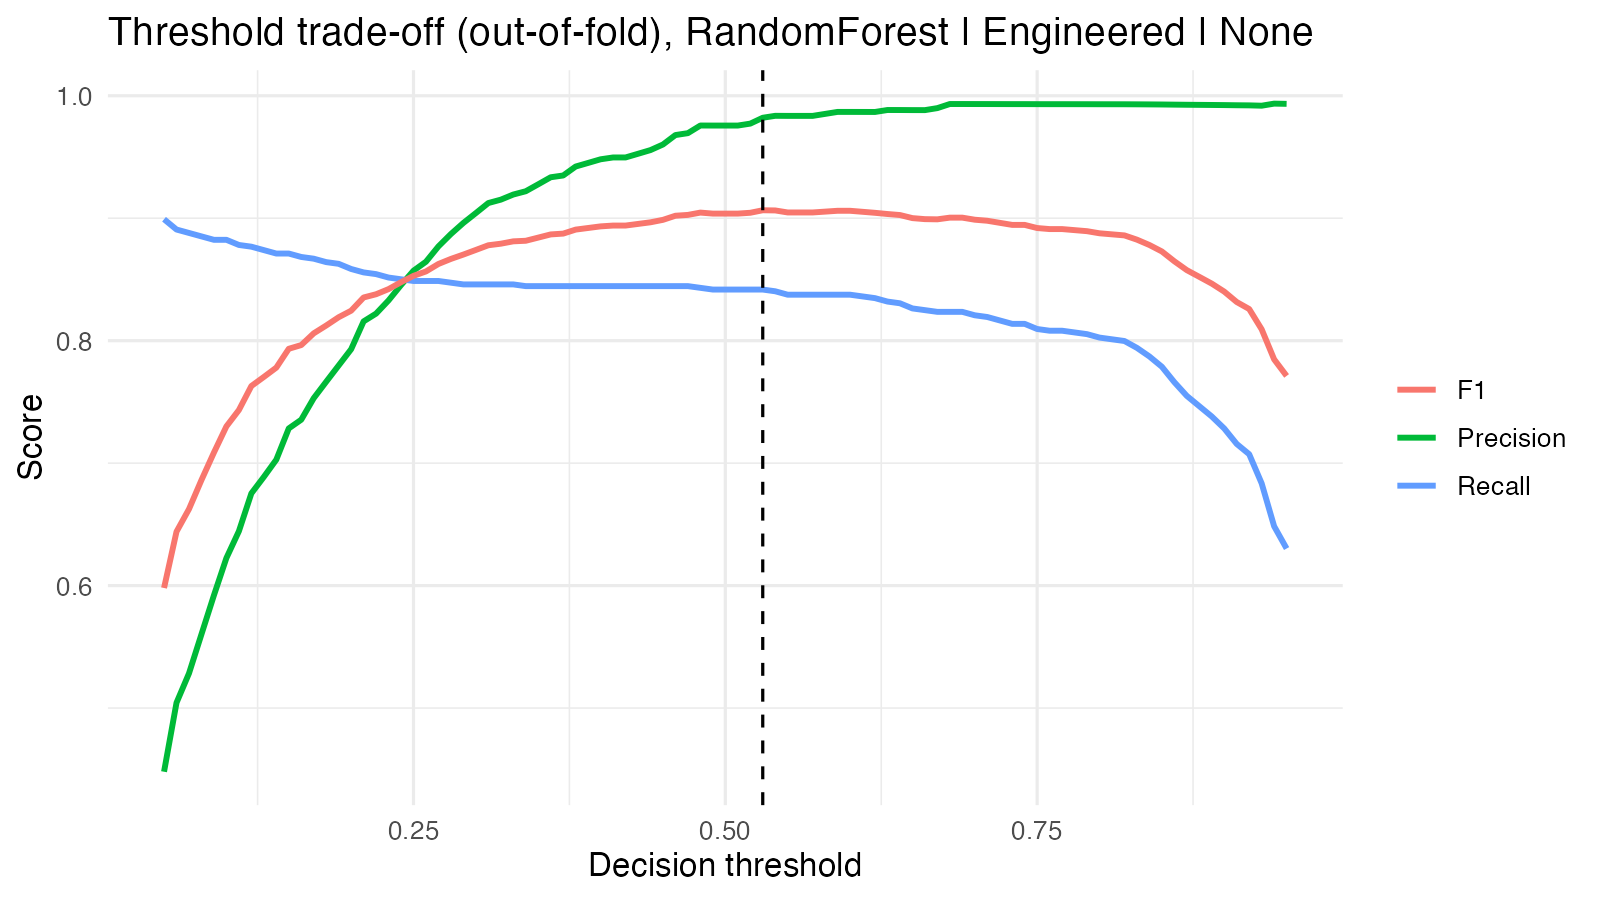 Threshold trade-off (out-of-fold), RandomForest | Engineered | None
1.0
0.8
0.6
Score
0.25
0.50
0.75
Decision threshold
F1
Precision
Recall